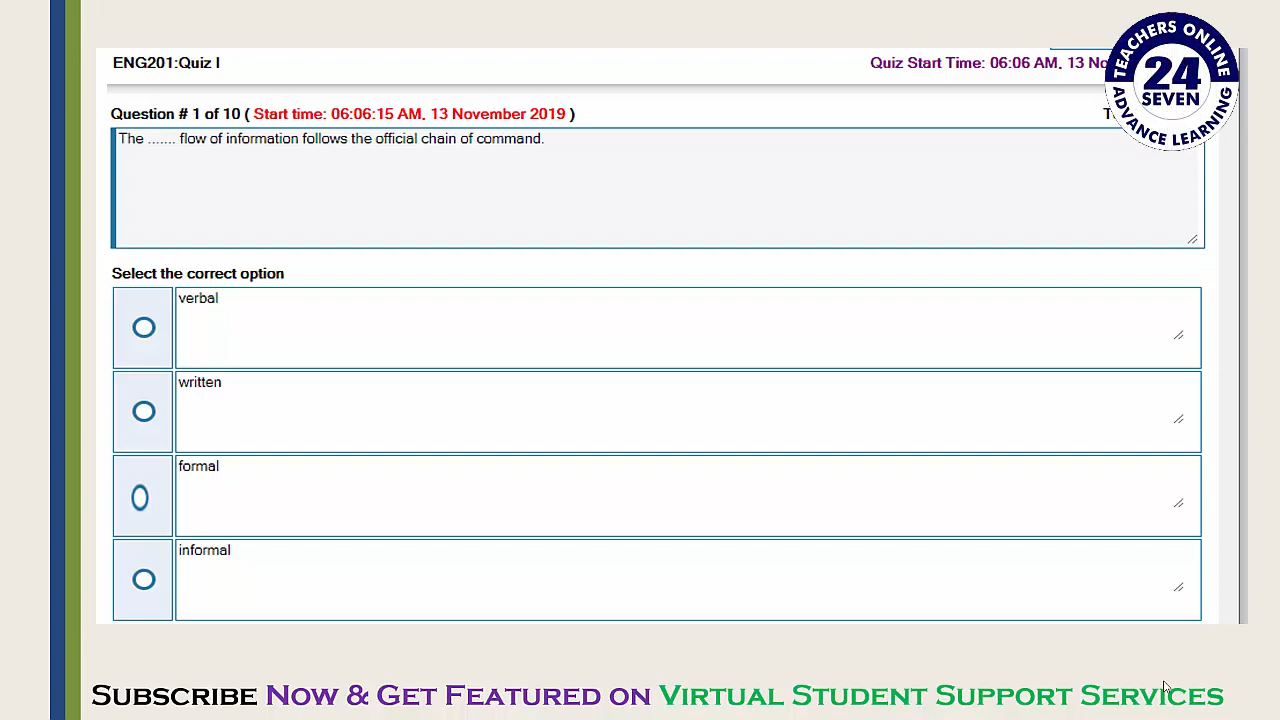 ENG201:Quiz I
Quiz Start Time: 06:06 AM, 13
TEACHERS ONLINE
24
SEVEN
ADVANCE LEARNING
Question # 1 of 10 ( Start time: 06:06:15 AM, 13 November 2019 )
The ....... flow of information follows the official chain of command.
Select the correct option
verbal
written
formal
informal
Subscribe Now & Get Featured on Virtual Student Support Services